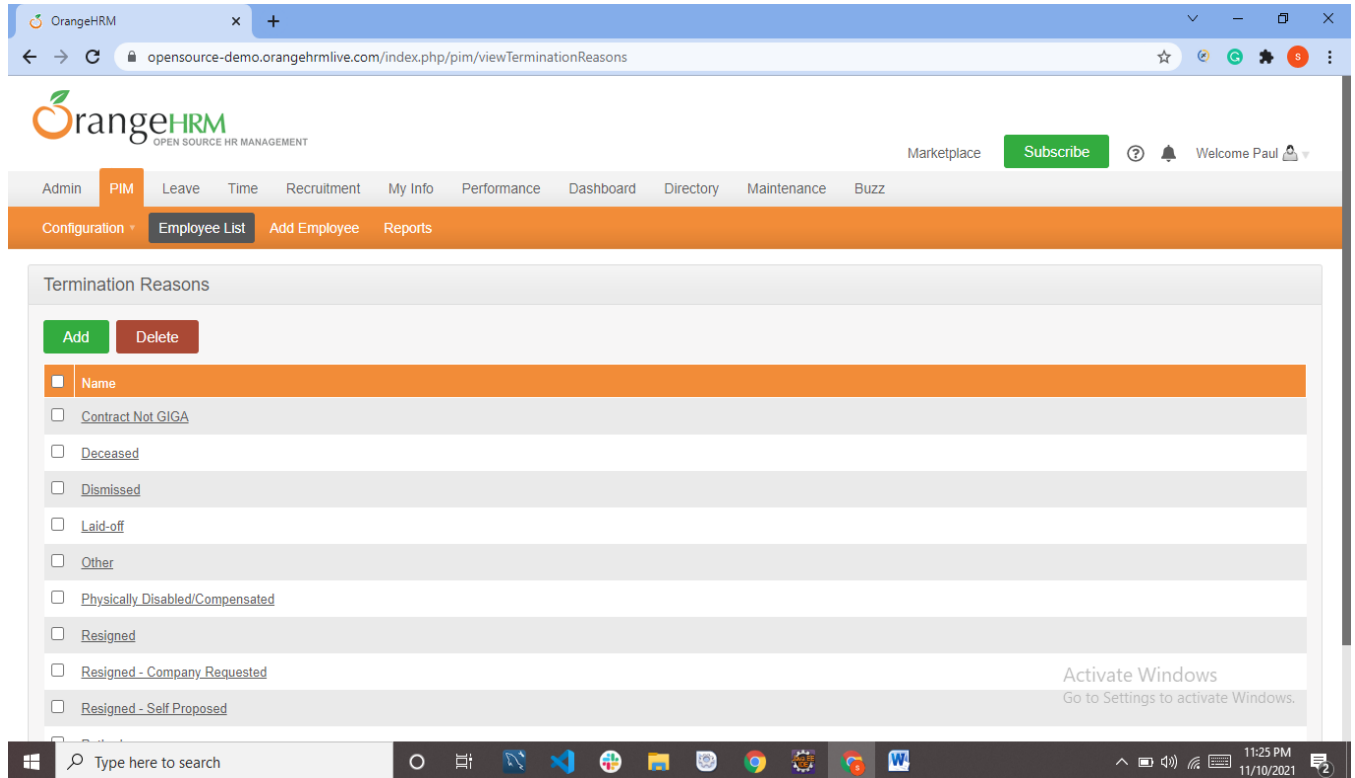 OrangeHRM
opensource-demo.orangehrmlive.com/index.php/pim/viewTerminationReasons
S
OrangeHRM
OPEN SOURCE HR MANAGEMENT
Marketplace Subscribe Welcome Paul
Admin PIM Leave Time Recruitment My Info Performance Dashboard Directory Maintenance Buzz
Configuration Employee List Add Employee Reports
Termination Reasons
Add Delete
Name
Contract Not GIGA
Deceased
Dismissed
Laid-off
Other
Physically Disabled/Compensated
Resigned
Resigned - Company Requested
Resigned - Self Proposed
Activate Windows
Go to Settings to activate Windows.
Type here to search
11:25 PM
11/10/2021
2